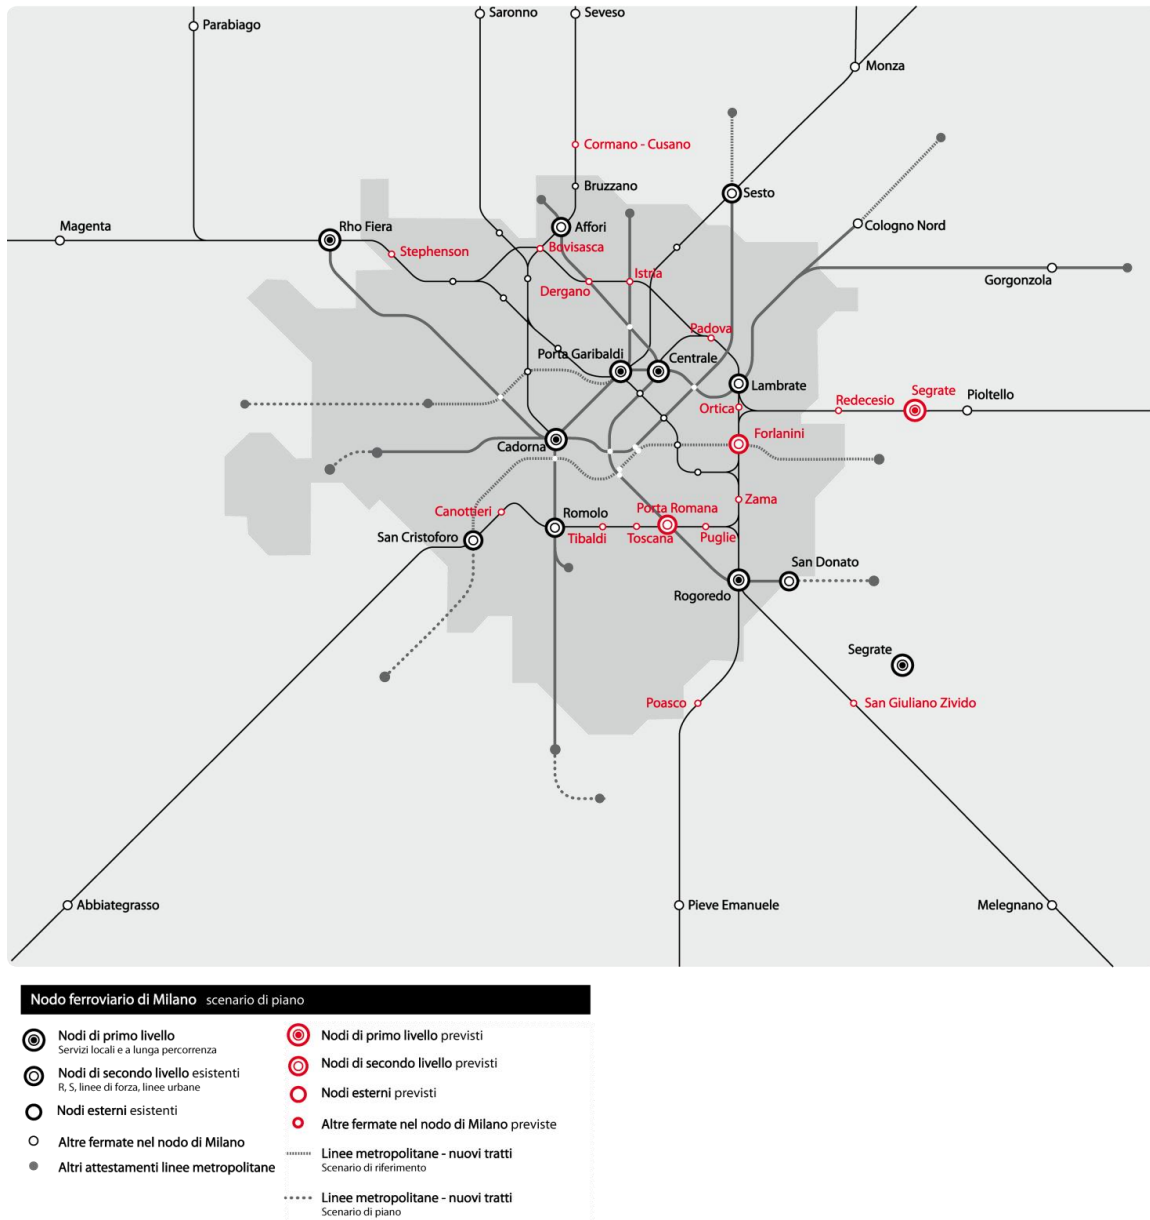 Parabiago
Saronno
Seveso
Monza
Cormano - Cusano
Bruzzano
Sesto
Magenta
Rho Fiera
Affori
Cologno Nord
Stephenson
Bovisasca
Gorgonzola
Istria
Dergano
Padova
Porta Garibaldi
Centrale
Lambrate
Segrate
Redecesio
Pioltello
Ortica
Forlanini
Cadorna
Zama
Canottieri
Romolo
Porta Romana
San Cristoforo
Tibaldi
Toscana
Puglie
San Donato
Rogoredo
Segrate
Poasco
San Giuliano Zivido
Abbiategrasso
Pieve Emanuele
Melegnano
Nodo ferroviario di Milano scenario di piano
Nodi di primo livello
Servizi locali e a lunga percorrenza
Nodi di secondo livello esistenti
R, S, linee di forza, linee urbane
Nodi esterni esistenti
Altre fermate nel nodo di Milano
Altri attestamenti linee metropolitane
Nodi di primo livello previsti
Nodi di secondo livello previsti
Nodi esterni previsti
Altre fermate nel nodo di Milano previste
Linee metropolitane - nuovi tratti
Scenario di riferimento
Linee metropolitane - nuovi tratti
Scenario di piano